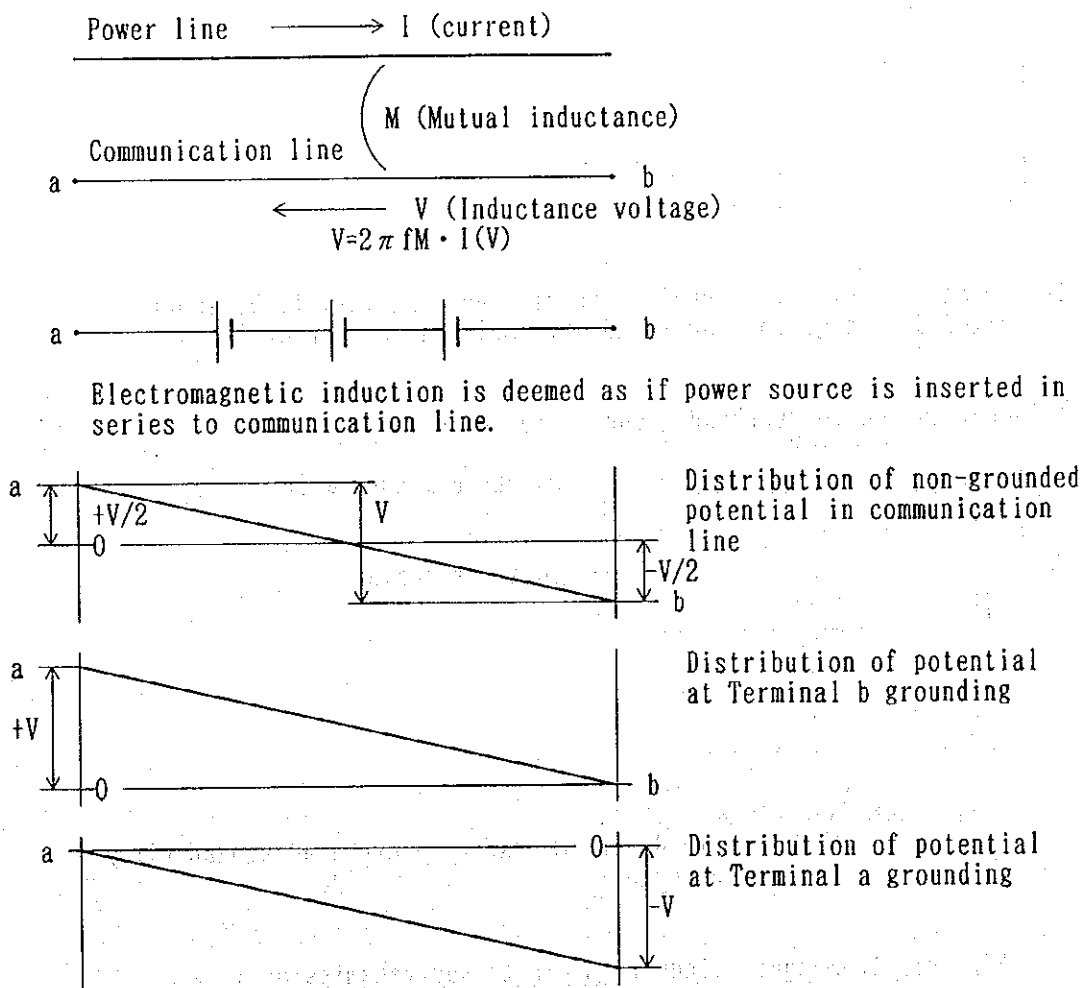 Power line → I (current)
M (Mutual inductance)
Communication line
a b
← V (Inductance voltage)
V=2πfM・I(V)
a b
Electromagnetic induction is deemed as if power source is inserted in
series to communication line.
a
+V/2
0
V
-V/2
b
Distribution of non-grounded
potential in communication
line
a
+V
0
b
Distribution of potential
at Terminal b grounding
a
0
-V
Distribution of potential
at Terminal a grounding